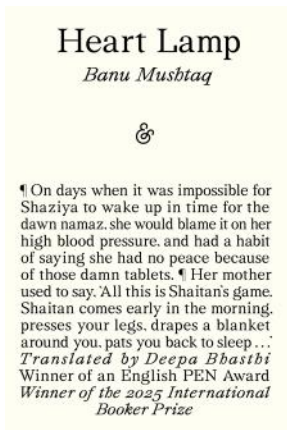 Heart Lamp
Banu Mushtaq
&
¶ On days when it was impossible for
Shaziya to wake up in time for the
dawn namaz, she would blame it on her
high blood pressure, and had a habit
of saying she had no peace because
of those damn tablets. ¶ Her mother
used to say, ‘All this is Shaitan's game.
Shaitan comes early in the morning,
presses your legs, drapes a blanket
around you, pats you back to sleep ...’
Translated by Deepa Bhasthi
Winner of an English PEN Award
Winner of the 2025 International
Booker Prize